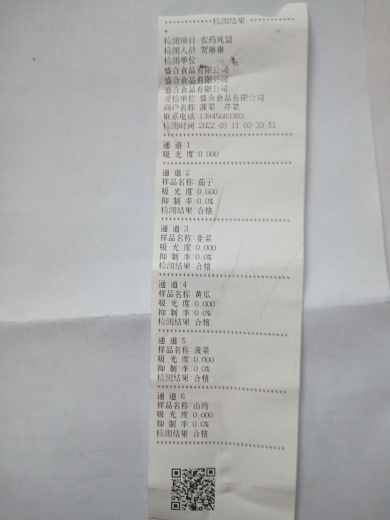 **********检测结果**********
检测项目 农药残留
检测人员 贺姗姗
检测单位
盛合食品有限公司
盛合食品有限公司
盛合食品有限公司
受检单位 盛合食品有限公司
商户名称 菠菜 芹菜
联系电话
检测时间 2022 03 11 03 33 51
通 道 1
吸 光 度 0.000
通 道 2
样品名称 茄子
吸 光 度 0.000
抑 制 率 0.0%
检测结果 合格
通 道 3
样品名称 韭菜
吸 光 度 0.000
抑 制 率 0.0%
检测结果 合格
通 道 4
样品名称 黄瓜
吸 光 度 0.000
抑 制 率 0.0%
检测结果 合格
通 道 5
样品名称 菠菜
吸 光 度 0.000
抑 制 率 0.0%
检测结果 合格
通 道 6
样品名称 山药
吸 光 度 0.000
抑 制 率 0.0%
检测结果 合格